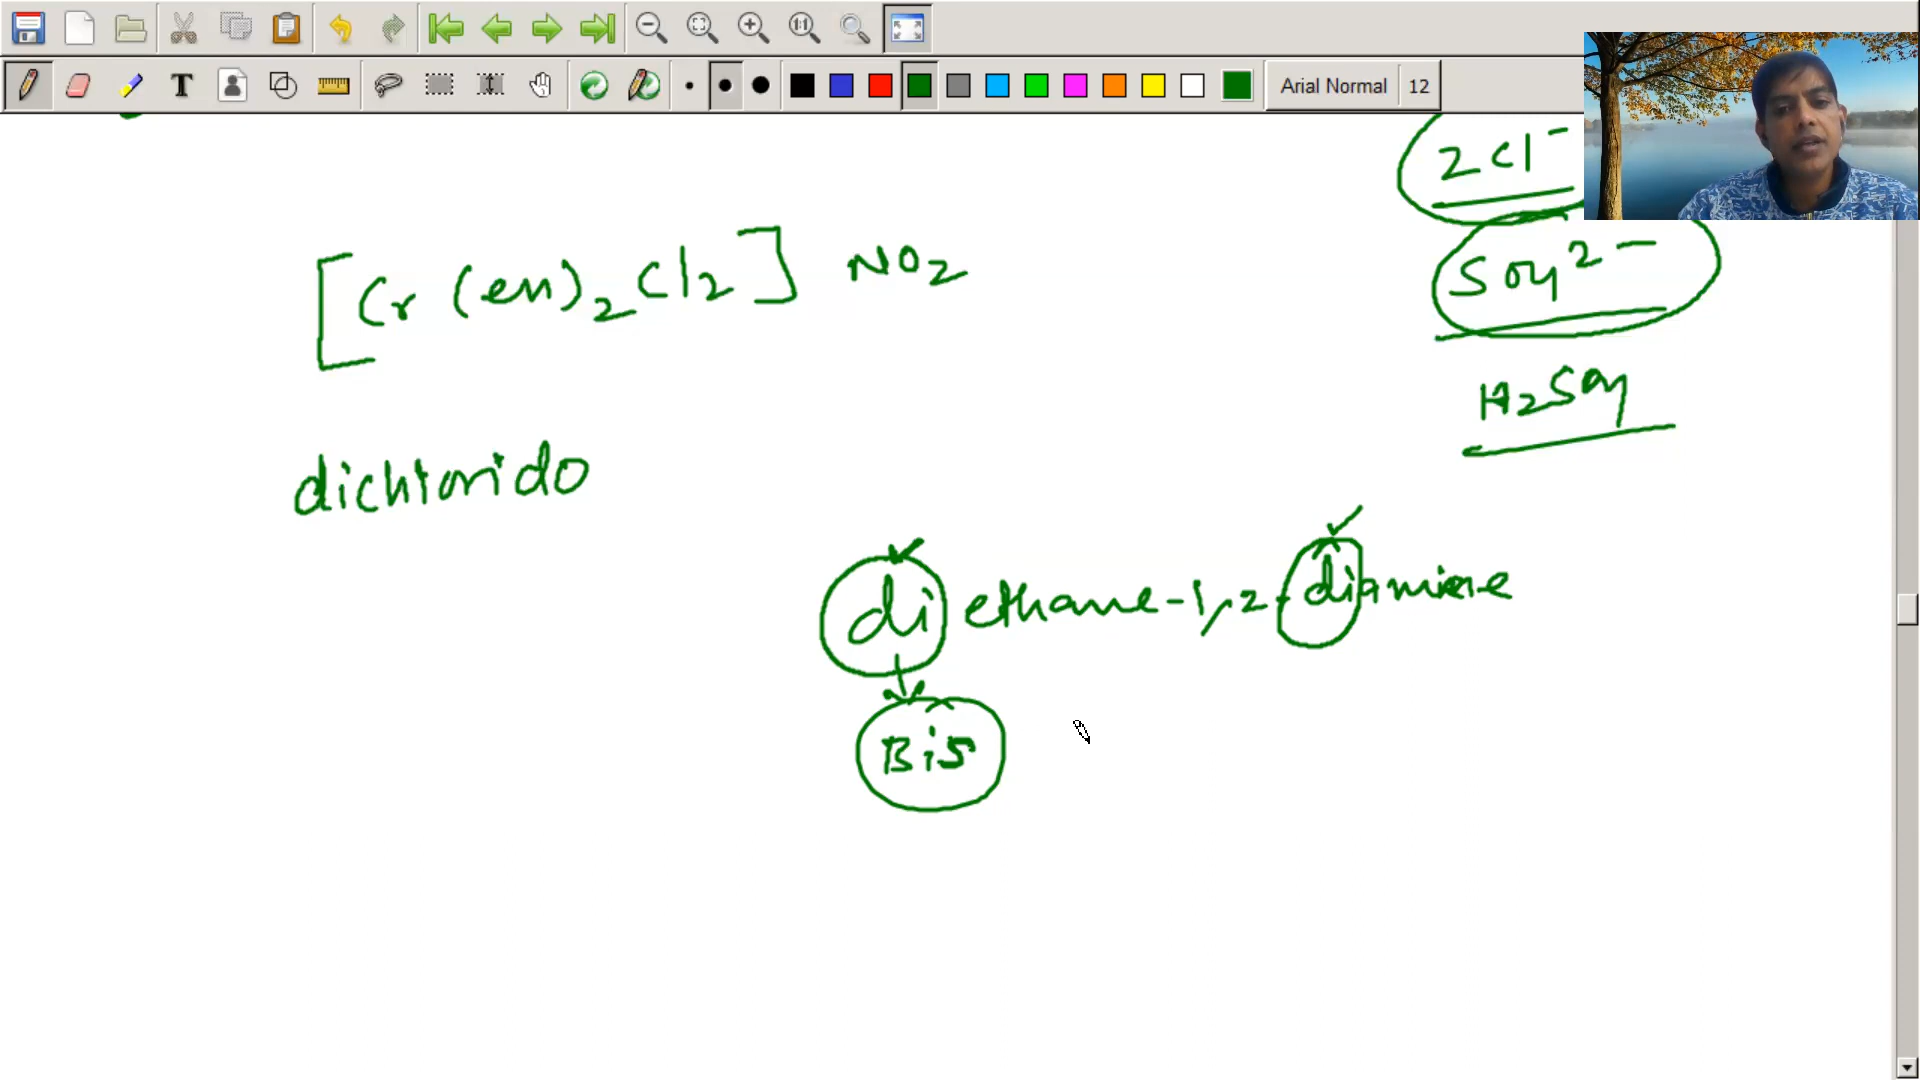 Arial Normal 12
2Cl⁻
[Cr(en)₂Cl₂] NO₂
SO₄²⁻
H₂SO₄
dichlorido
di ethane-1,2-diamine
Bis